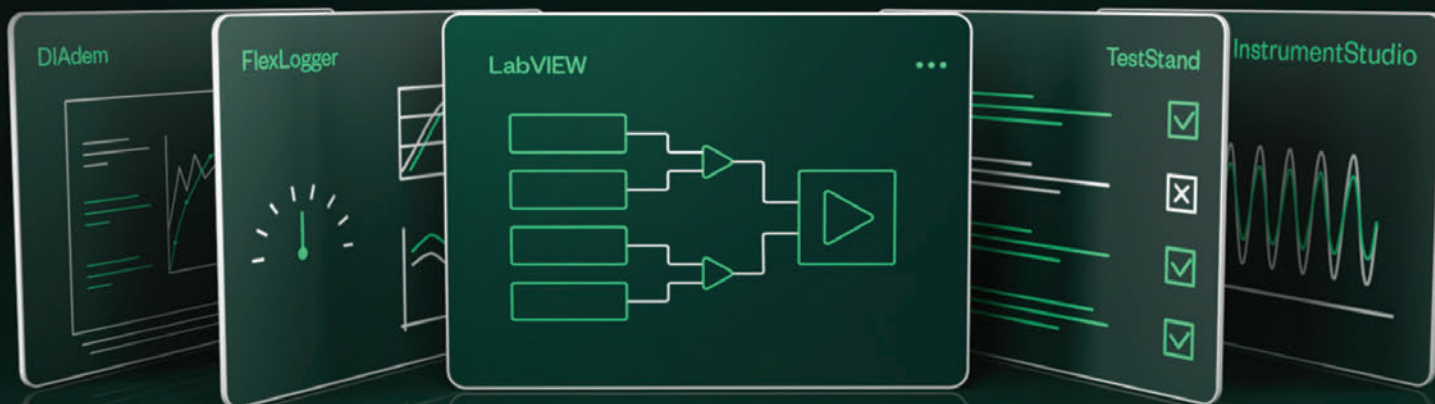 DIAdem
FlexLogger
LabVIEW
TestStand
InstrumentStudio